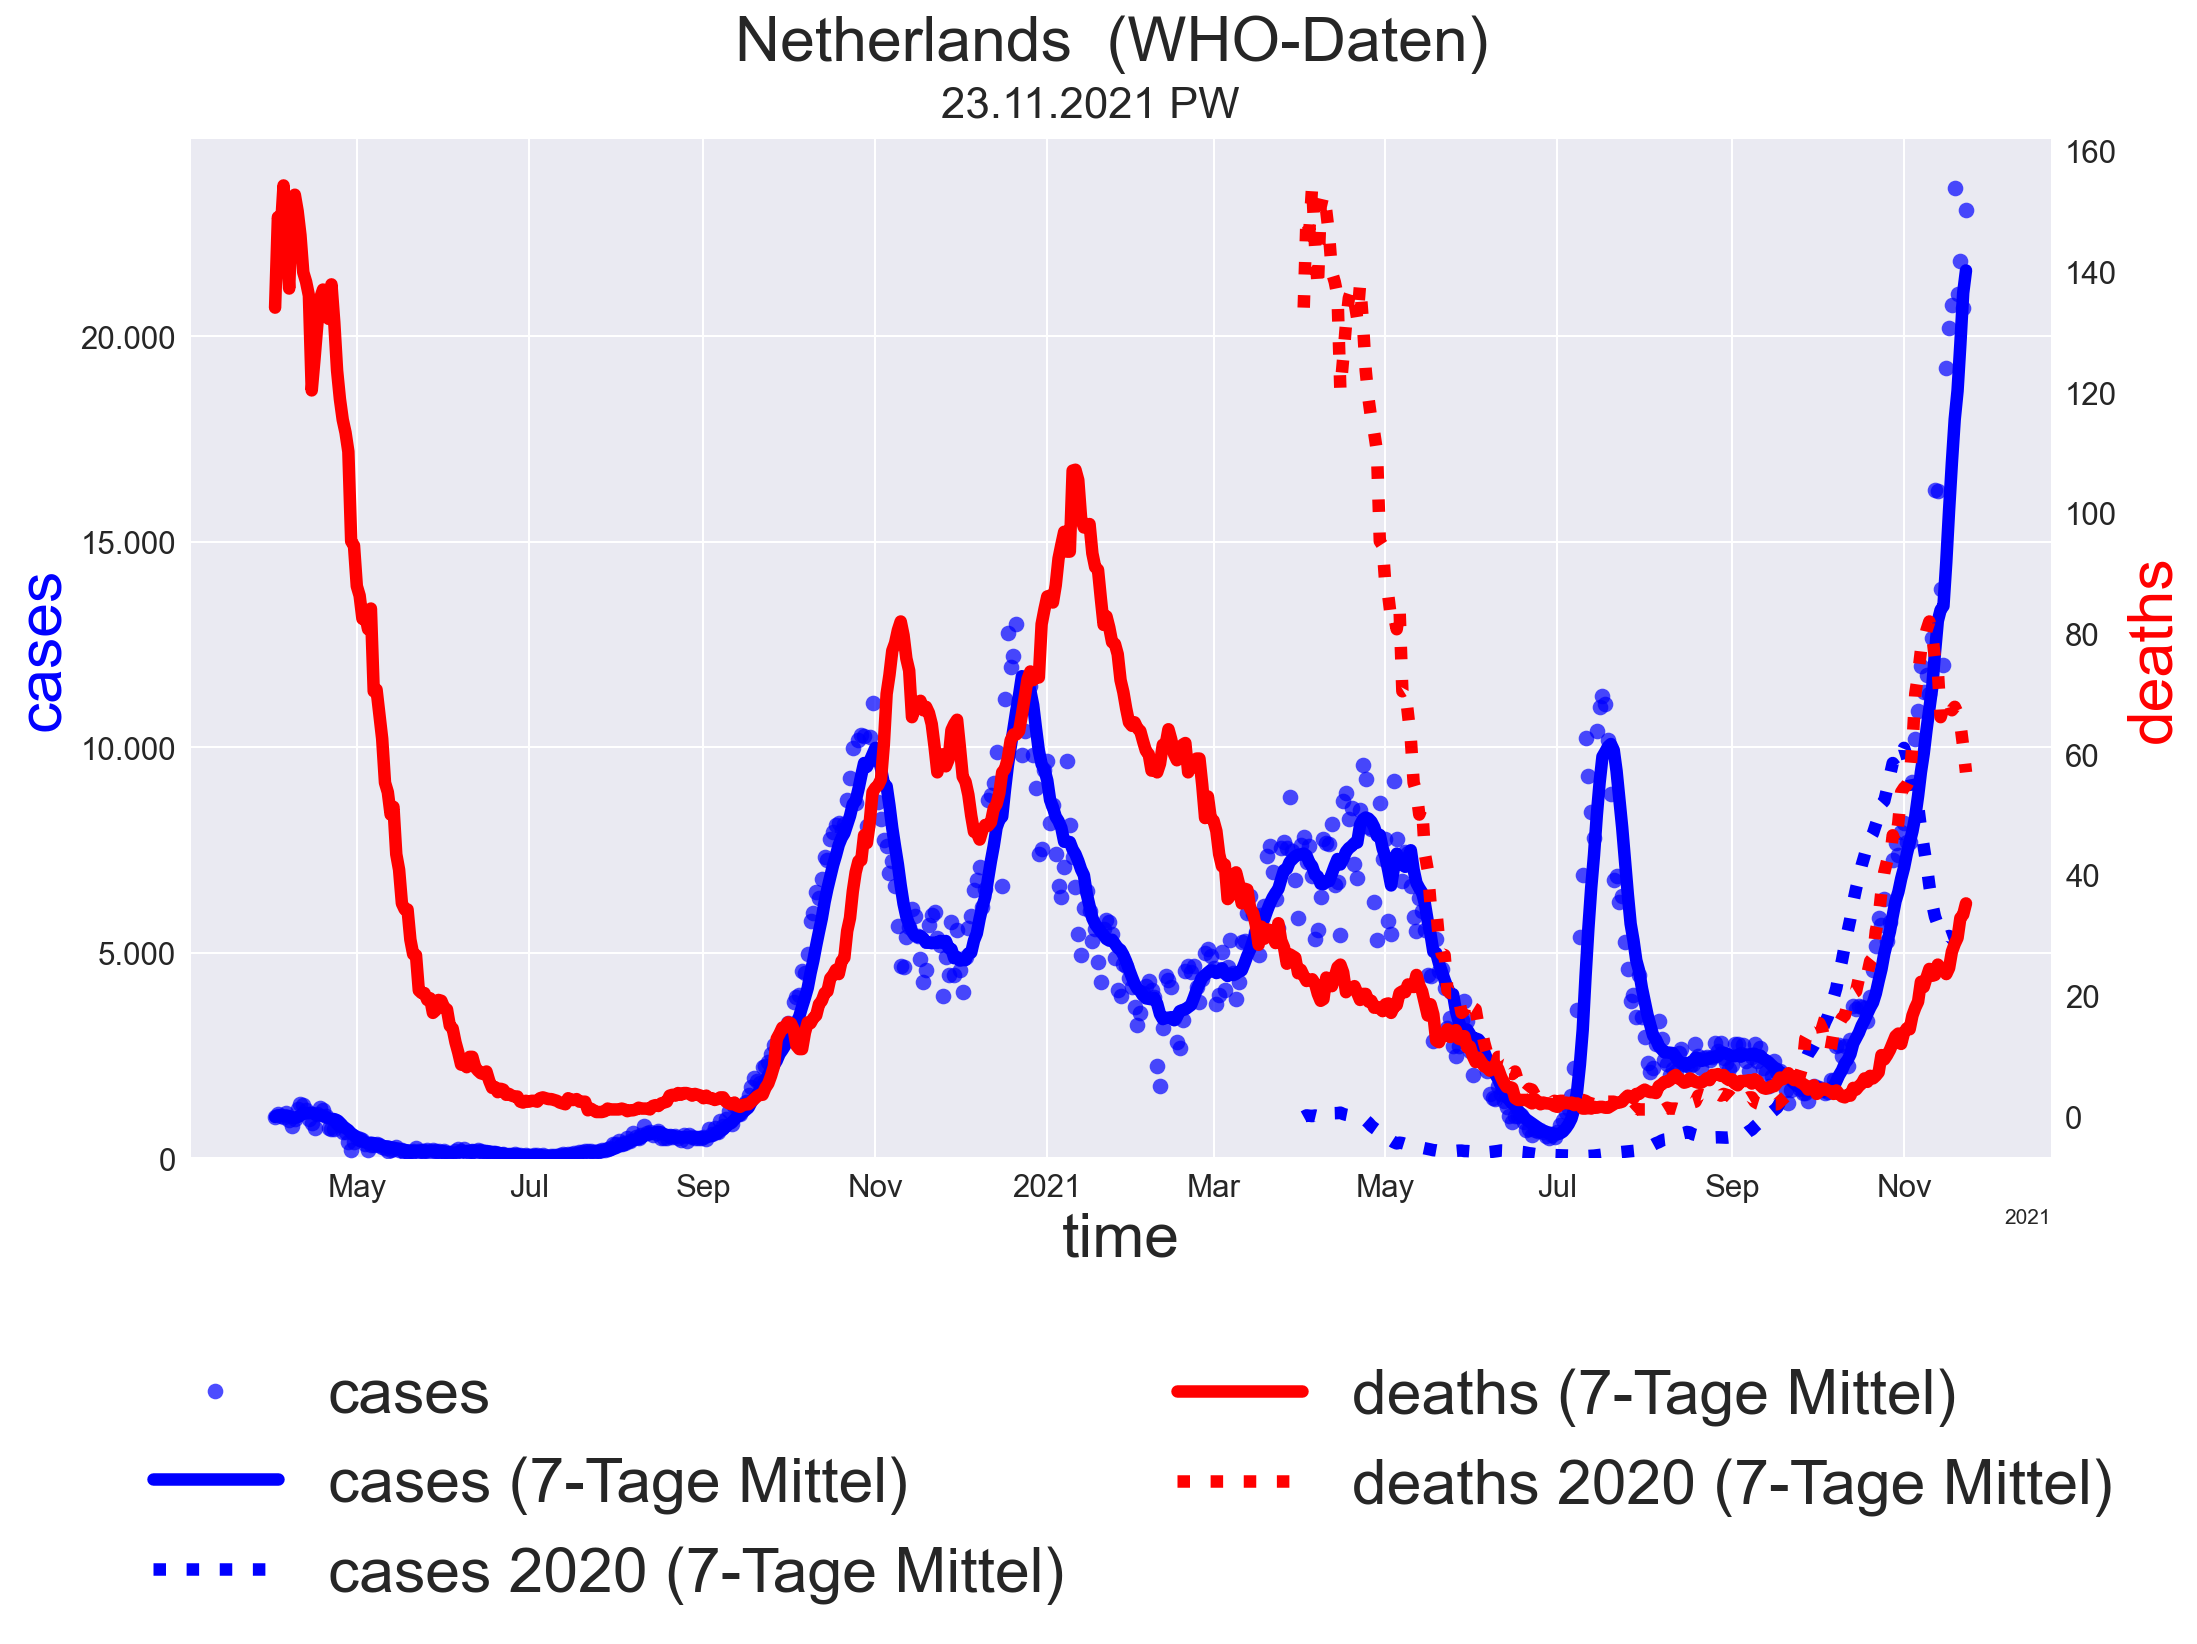 Netherlands  (WHO-Daten)
23.11.2021 PW
cases
20.000
15.000
10.000
5.000
0
160
140
120
100
80
60
40
20
0
deaths
May Jul Sep Nov 2021 Mar May Jul Sep Nov
2021
time
cases
cases (7-Tage Mittel)
cases 2020 (7-Tage Mittel)
deaths (7-Tage Mittel)
deaths 2020 (7-Tage Mittel)